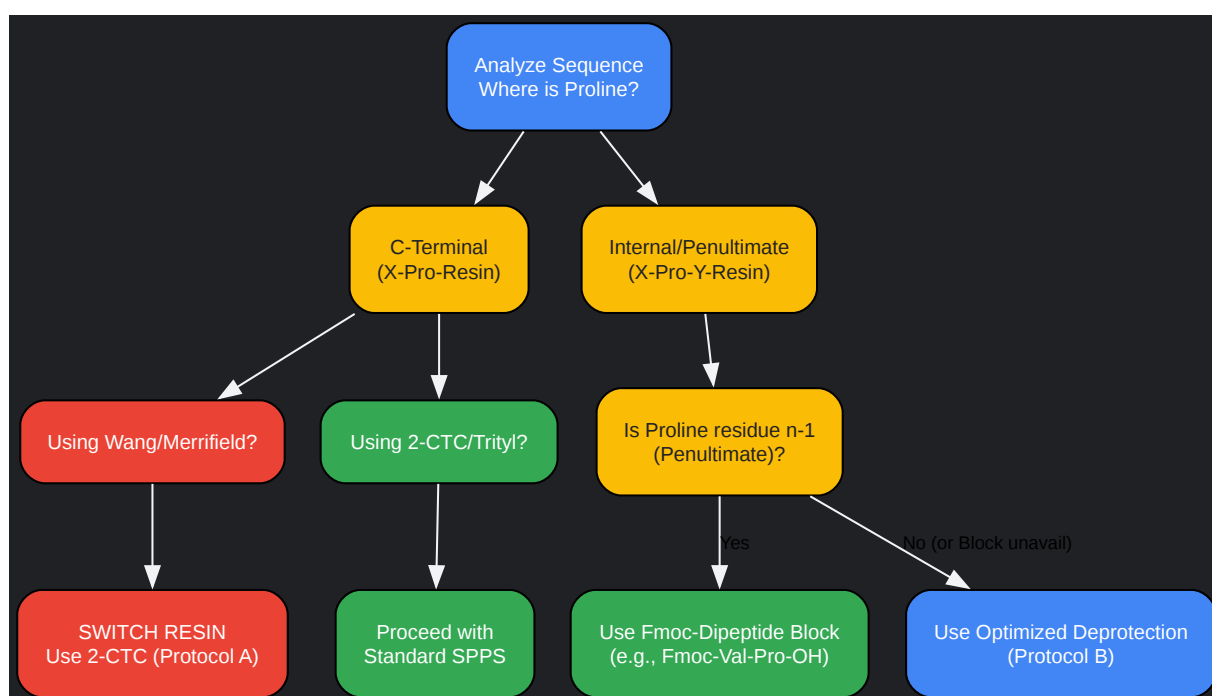 Analyze Sequence
Where is Proline?
C-Terminal
(X-Pro-Resin)
Internal/Penultimate
(X-Pro-Y-Resin)
Using Wang/Merrifield?
Using 2-CTC/Trityl?
Is Proline residue n-1
(Penultimate)?
Yes
No (or Block unavail)
SWITCH RESIN
Use 2-CTC (Protocol A)
Proceed with
Standard SPPS
Use Fmoc-Dipeptide Block
(e.g., Fmoc-Val-Pro-OH)
Use Optimized Deprotection
(Protocol B)